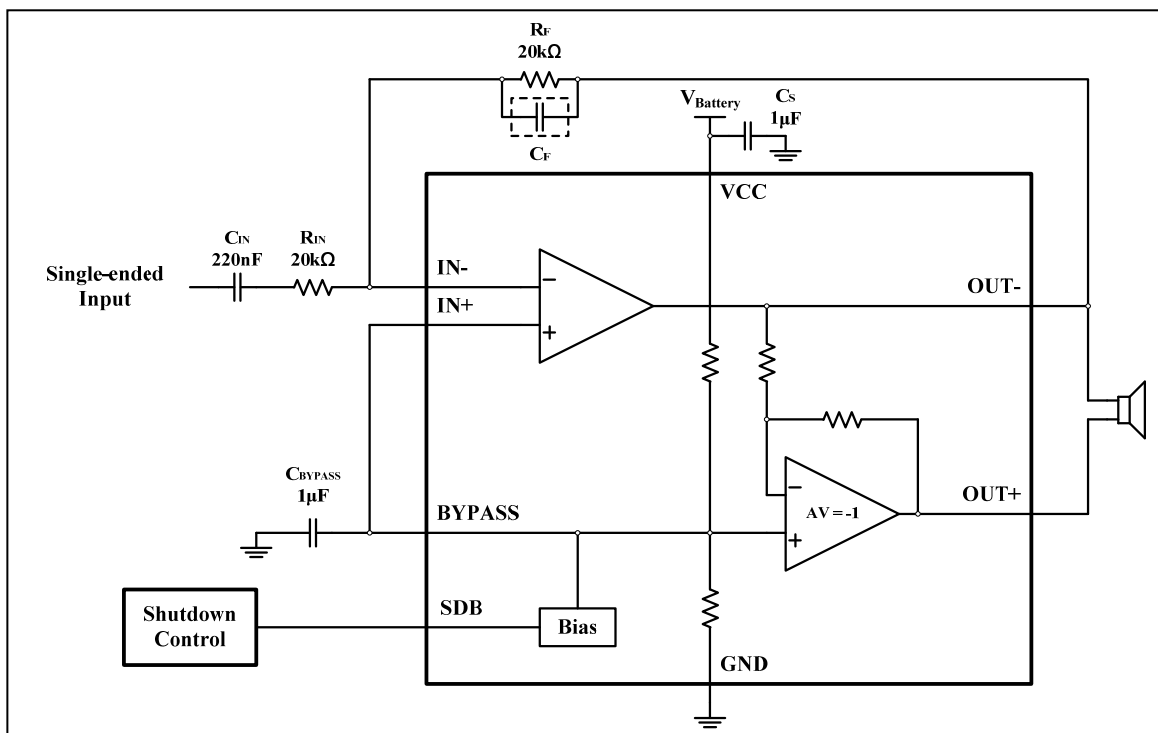 RF
20kΩ
VBattery
CS
1μF
CF
VCC
CIN
220nF
RIN
20kΩ
Single-ended
Input
IN-
IN+
OUT-
CBYPASS
1μF
BYPASS
AV = -1
OUT+
Shutdown
Control
SDB
Bias
GND